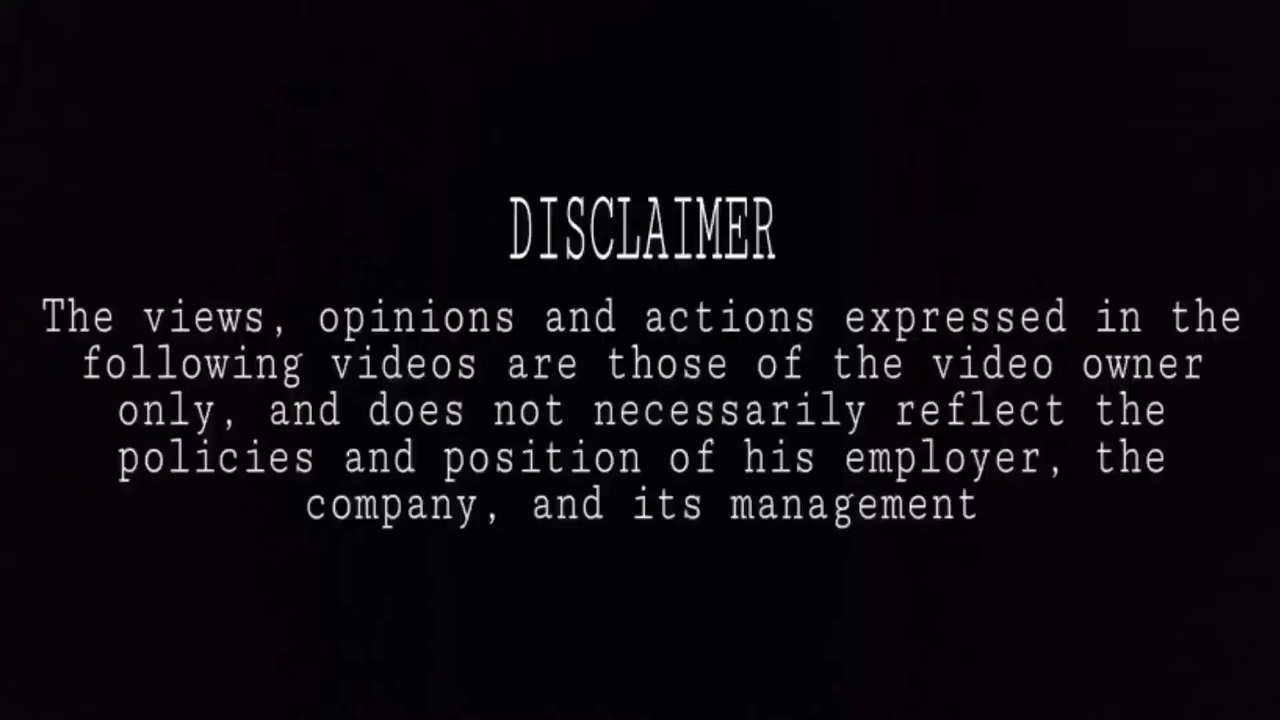 DISCLAIMER
The views, opinions and actions expressed in the
following videos are those of the video owner
only, and does not necessarily reflect the
policies and position of his employer, the
company, and its management